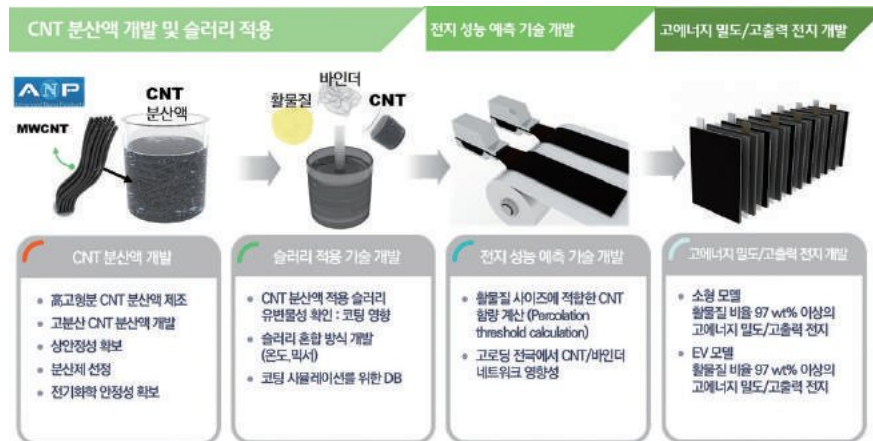 CNT 분산액 개발 및 슬러리 적용
전지 성능 예측 기술 개발
고에너지 밀도/고출력 전지 개발
ANP
MWCNT
CNT
분산액
활물질
바인더
CNT
CNT 분산액 개발
高고형분 CNT 분산액 제조
고분산 CNT 분산액 개발
상안정성 확보
분산제 선정
전기화학 안정성 확보
슬러리 적용 기술 개발
CNT 분산액 적용 슬러리
유변물성 확인 : 코팅 영향
슬러리 혼합 방식 개발
(온도,믹서)
코팅 시뮬레이션를 위한 DB
전지 성능 예측 기술 개발
활물질 사이즈에 적합한 CNT
함량 계산 (Percolation
threshold calculation)
고로딩 전극에서 CNT/바인더
네트워크 영향성
고에너지 밀도/고출력 전지 개발
소형 모델
활물질 비율 97 wt% 이상의
고에너지 밀도/고출력 전지
EV 모델
활물질 비율 97 wt% 이상의
고에너지 밀도/고출력 전지